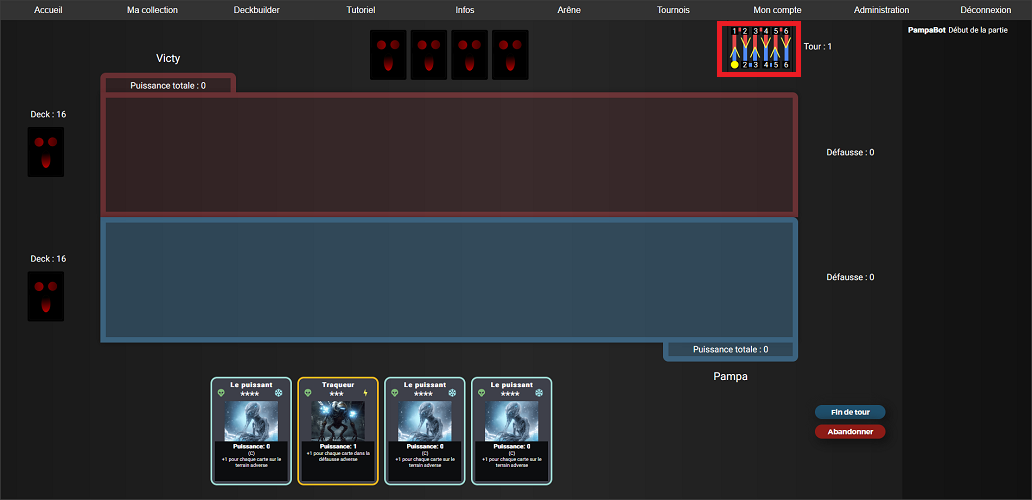 Accueil
Ma collection
Deckbuilder
Tutoriel
Infos
Arêne
Tournois
Mon compte
Administration
Déconnexion
1 2 3 4 5 6
2 3 4 5 6
Tour : 1
PampaBot Début de la partie
Victy
Puissance totale : 0
Deck : 16
Défausse : 0
Deck : 16
Défausse : 0
Puissance totale : 0
Pampa
Le puissant
★★★★
Puissance: 0
(C)
+1 pour chaque carte sur le
terrain adverse
Traqueur
★★★
Puissance: 1
+1 pour chaque carte dans la
défausse adverse
Le puissant
★★★★
Puissance: 0
(C)
+1 pour chaque carte sur le
terrain adverse
Le puissant
★★★★
Puissance: 0
(C)
+1 pour chaque carte sur le
terrain adverse
Fin de tour
Abandonner